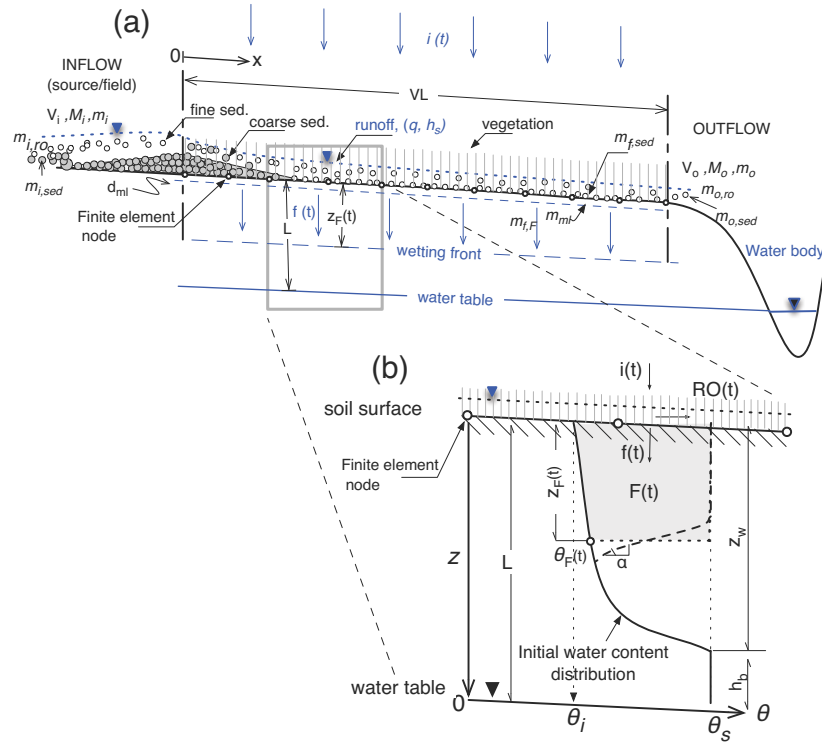 (a)
i (t)
0
x
INFLOW
(source/field)
VL
V_i ,M_i, m_i
fine sed.
coarse sed.
runoff, (q, h_s)
vegetation
m_f,sed
OUTFLOW
m_i,ro
V_o ,M_o, m_o
m_o,ro
m_i,sed
d_ml
m_o,sed
Finite element
node
f (t)
L
z_F(t)
m_f,F
m_ml
wetting front
Water body
water table
(b)
i(t)
RO(t)
soil surface
Finite element
node
f(t)
z_F(t)
F(t)
z_w
θ_F(t)
α
z
L
Initial water content
distribution
h_b
water table
0
θ_i
θ_s
θ